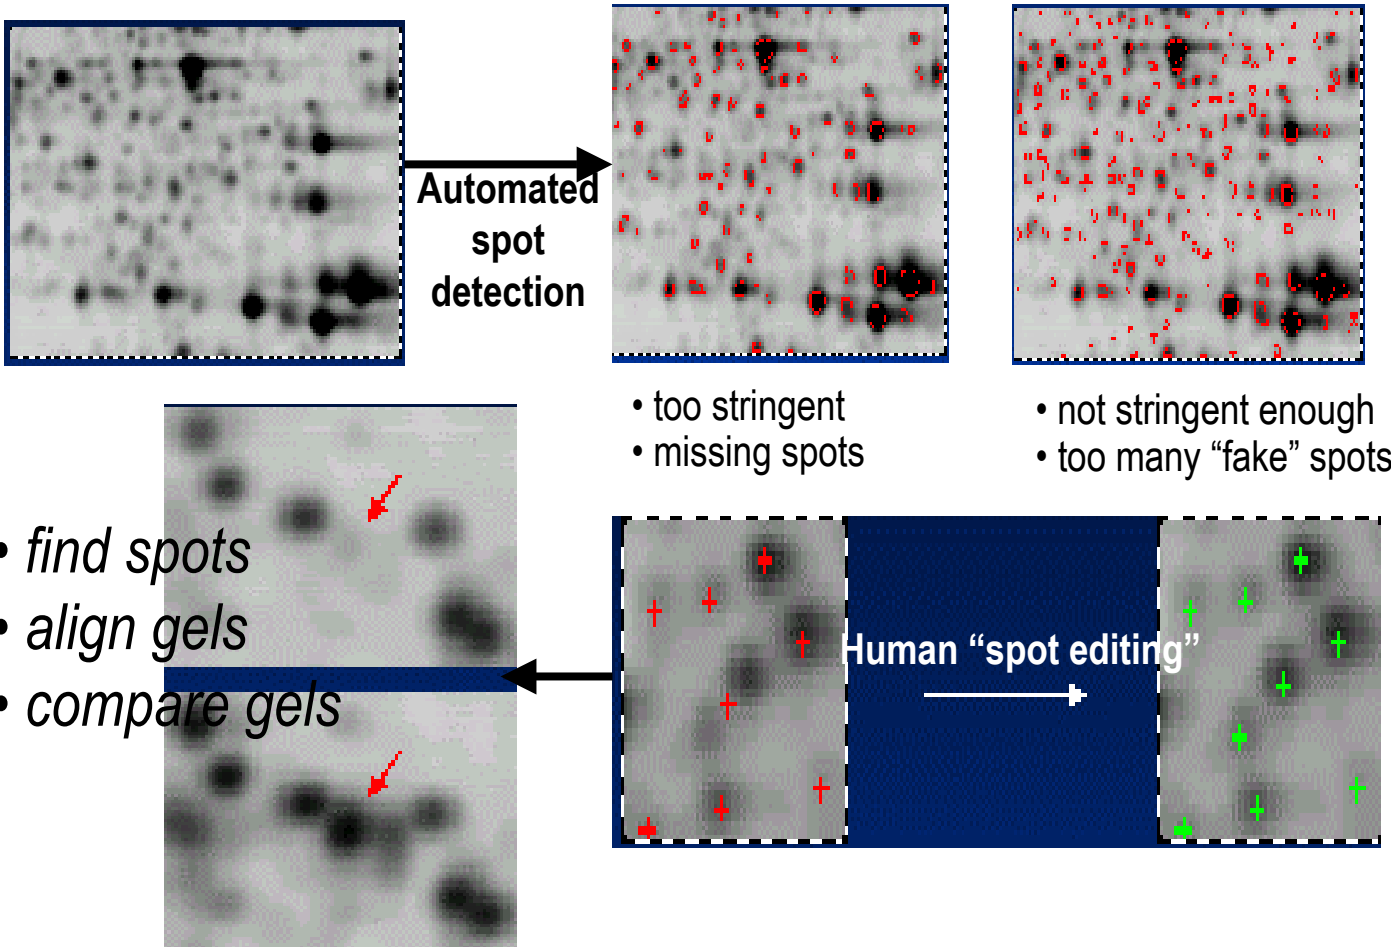 Automated
spot
detection
• too stringent
• missing spots
• not stringent enough
• too many “fake” spots
• find spots
• align gels
• compare gels
Human “spot editing”